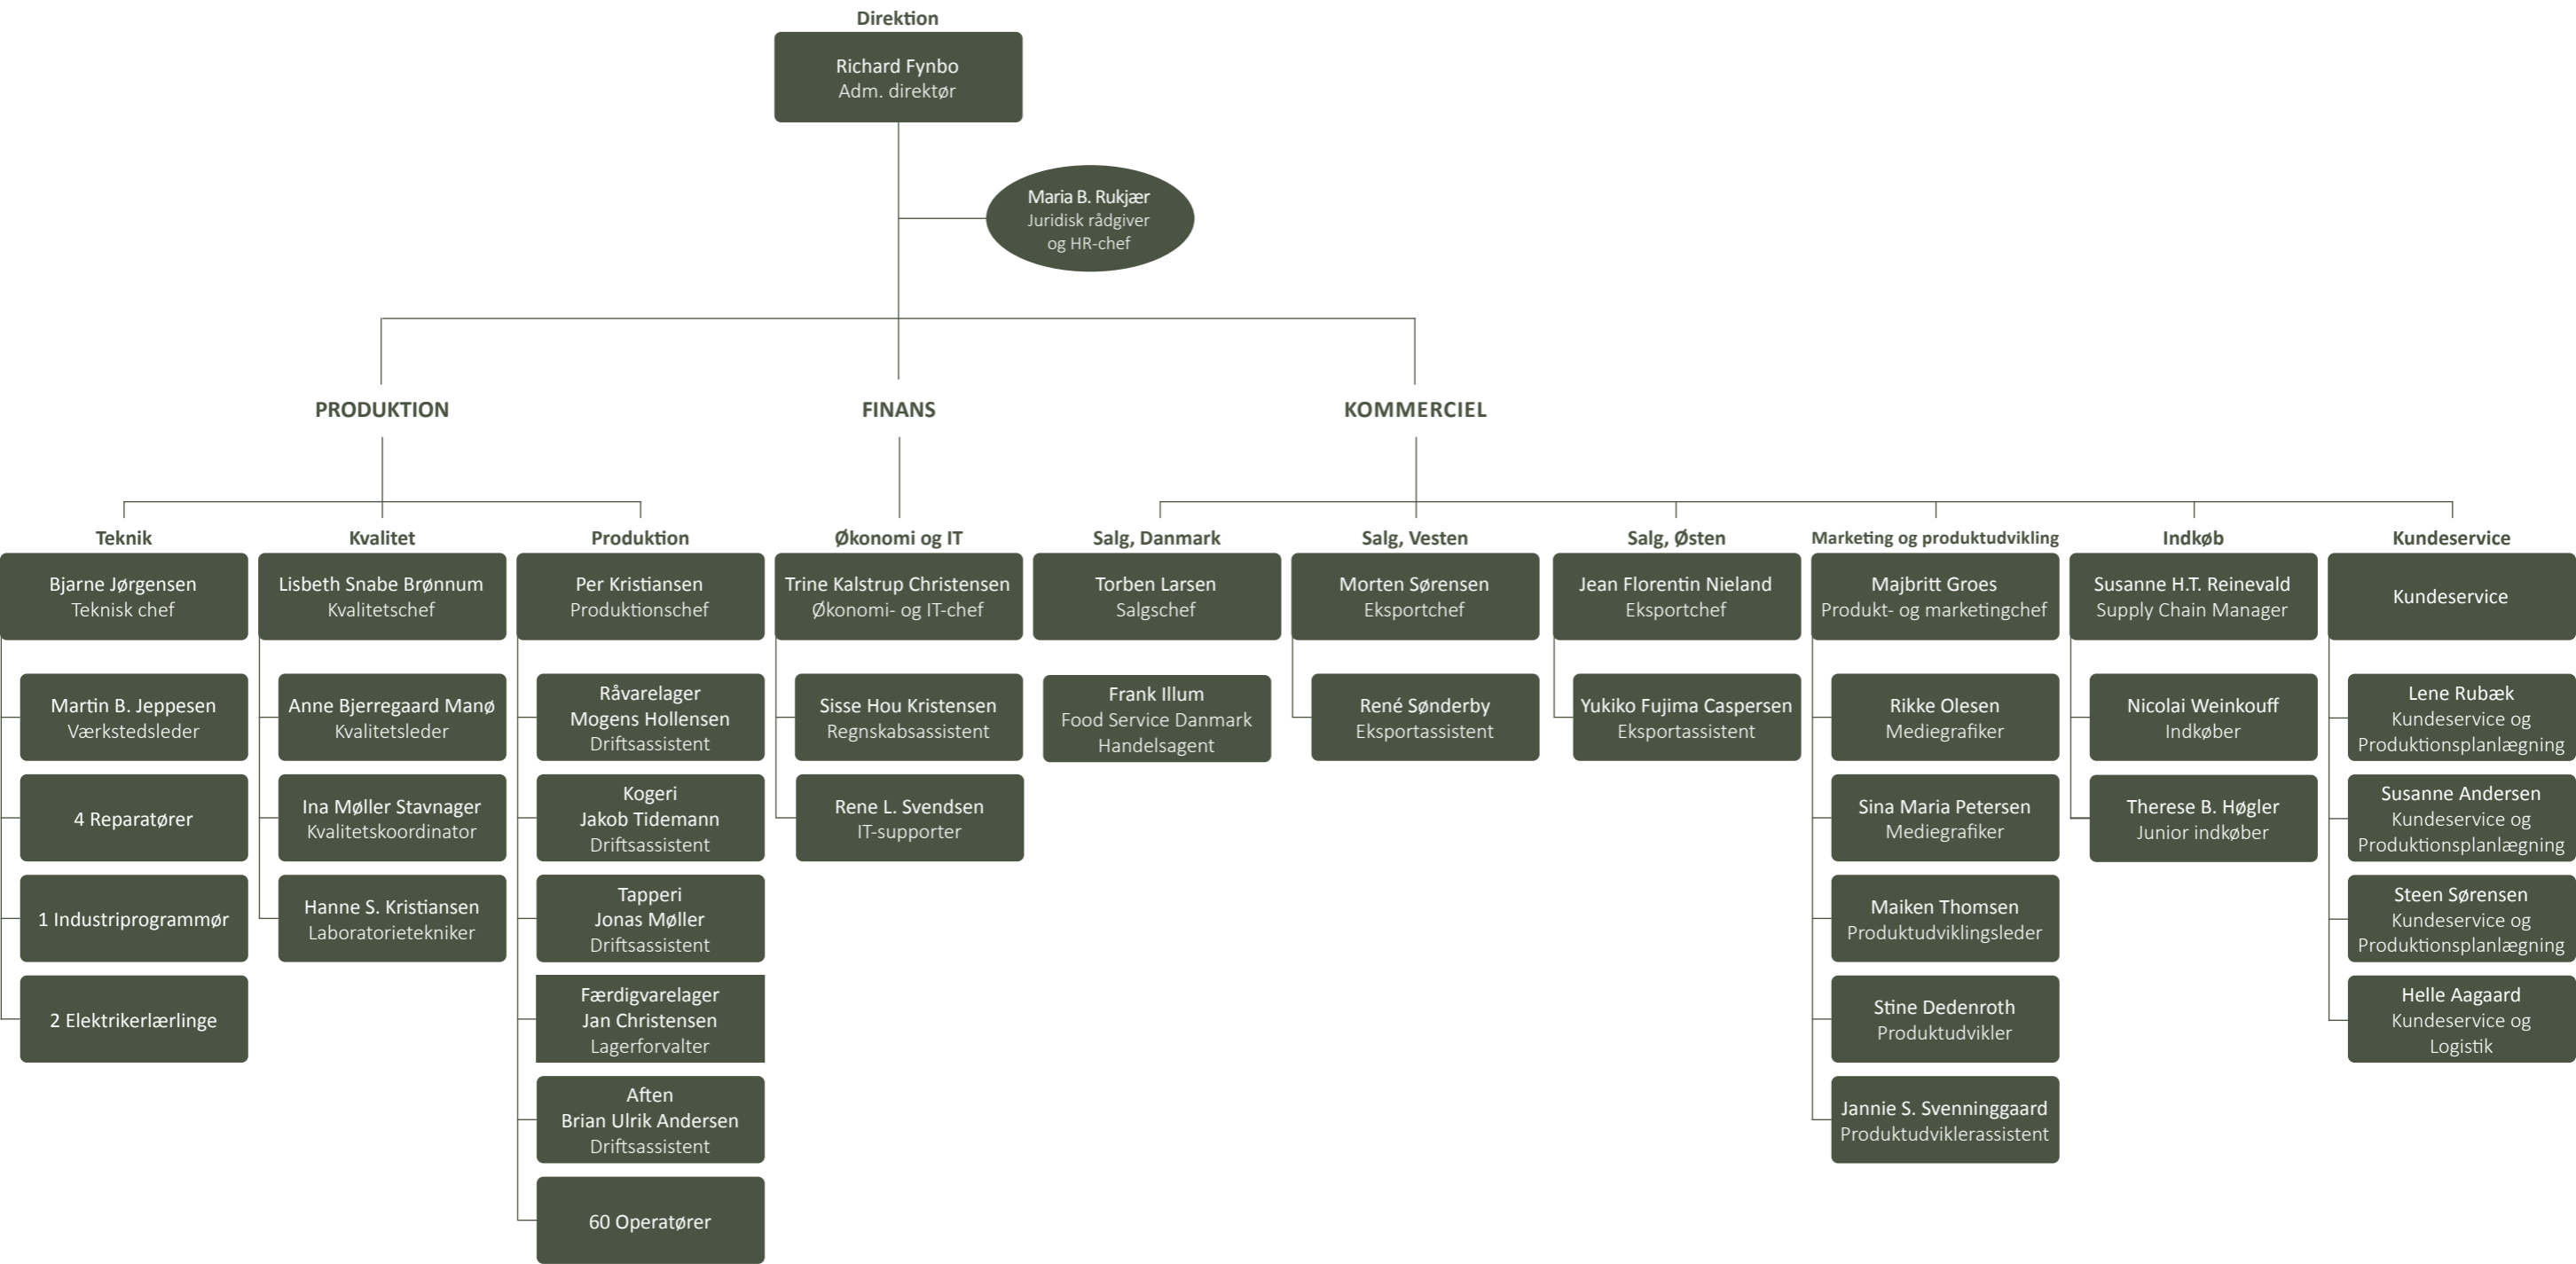 Direktion
Richard Fynbo
Adm. direktør
Maria B. Rukjær
Juridisk rådgiver
og HR-chef
PRODUKTION
FINANS
KOMMERCIEL
Teknik
Bjarne Jørgensen
Teknisk chef
Martin B. Jeppesen
Værkstedsleder
4 Reparatører
1 Industriprogrammør
2 Elektrikerlærlinge
Kvalitet
Lisbeth Snabe Brønnum
Kvalitetschef
Anne Bjerregaard Manø
Kvalitetsleder
Ina Møller Stavnager
Kvalitetskoordinator
Hanne S. Kristiansen
Laboratorietekniker
Produktion
Per Kristiansen
Produktionschef
Råvarelager
Mogens Hollensen
Driftsassistent
Kogeri
Jakob Tidemann
Driftsassistent
Tapperi
Jonas Møller
Driftsassistent
Færdigvarelager
Jan Christensen
Lagerforvalter
Aften
Brian Ulrik Andersen
Driftsassistent
60 Operatører
Økonomi og IT
Trine Kalstrup Christensen
Økonomi- og IT-chef
Sisse Hou Kristensen
Regnskabsassistent
Rene L. Svendsen
IT-supporter
Salg, Danmark
Torben Larsen
Salgschef
Frank Illum
Food Service Danmark
Handelsagent
Salg, Vesten
Morten Sørensen
Eksportchef
René Sønderby
Eksportassistent
Salg, Østen
Jean Florentin Nieland
Eksportchef
Yukiko Fujima Caspersen
Eksportassistent
Marketing og produktudvikling
Majbritt Groes
Produkt- og marketingchef
Rikke Olesen
Mediegrafiker
Sina Maria Petersen
Mediegrafiker
Maiken Thomsen
Produktudviklingsleder
Stine Dedenroth
Produktudvikler
Jannie S. Svenninggaard
Produktudviklerassistent
Indkøb
Susanne H.T. Reinevald
Supply Chain Manager
Nicolai Weinkouff
Indkøber
Therese B. Høgler
Junior indkøber
Kundeservice
Kundeservice
Lene Rubæk
Kundeservice og
Produktionsplanlægning
Susanne Andersen
Kundeservice og
Produktionsplanlægning
Steen Sørensen
Kundeservice og
Produktionsplanlægning
Helle Aagaard
Kundeservice og
Logistik